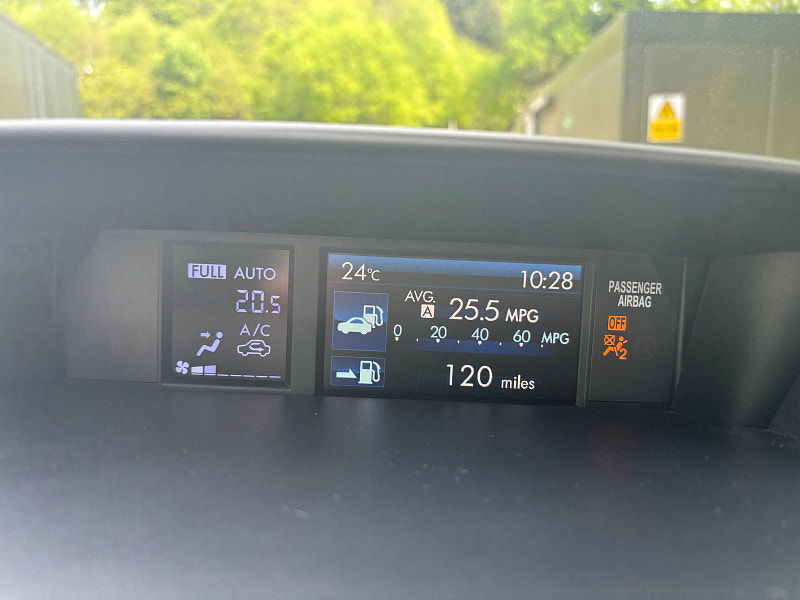 FULL AUTO
20.5
A/C
24°C
10:28
AVG.
A 25.5 MPG
0 20 40 60 MPG
120 miles
PASSENGER
AIRBAG
OFF
2